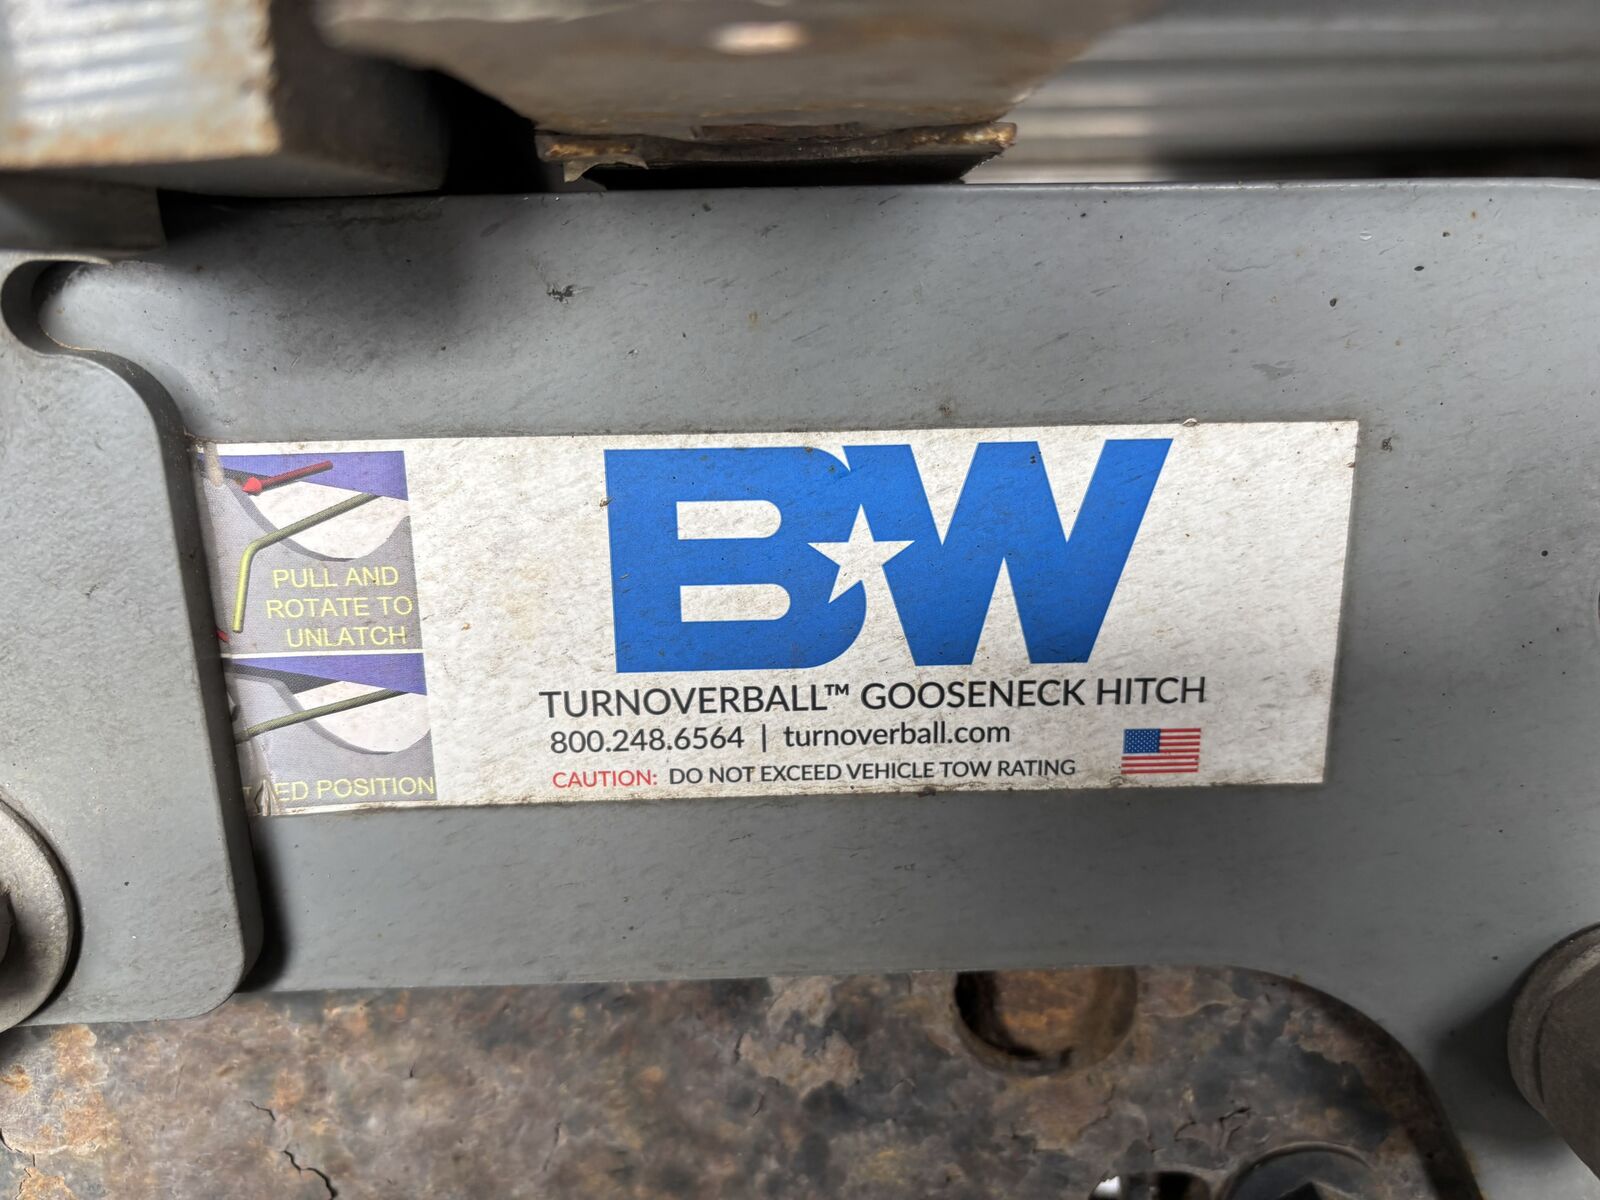 PULL AND
ROTATE TO
UNLATCH
POSITION
B&W
TURNOVERBALL™ GOOSENECK HITCH
800.248.6564 | turnoverball.com
CAUTION: DO NOT EXCEED VEHICLE TOW RATING